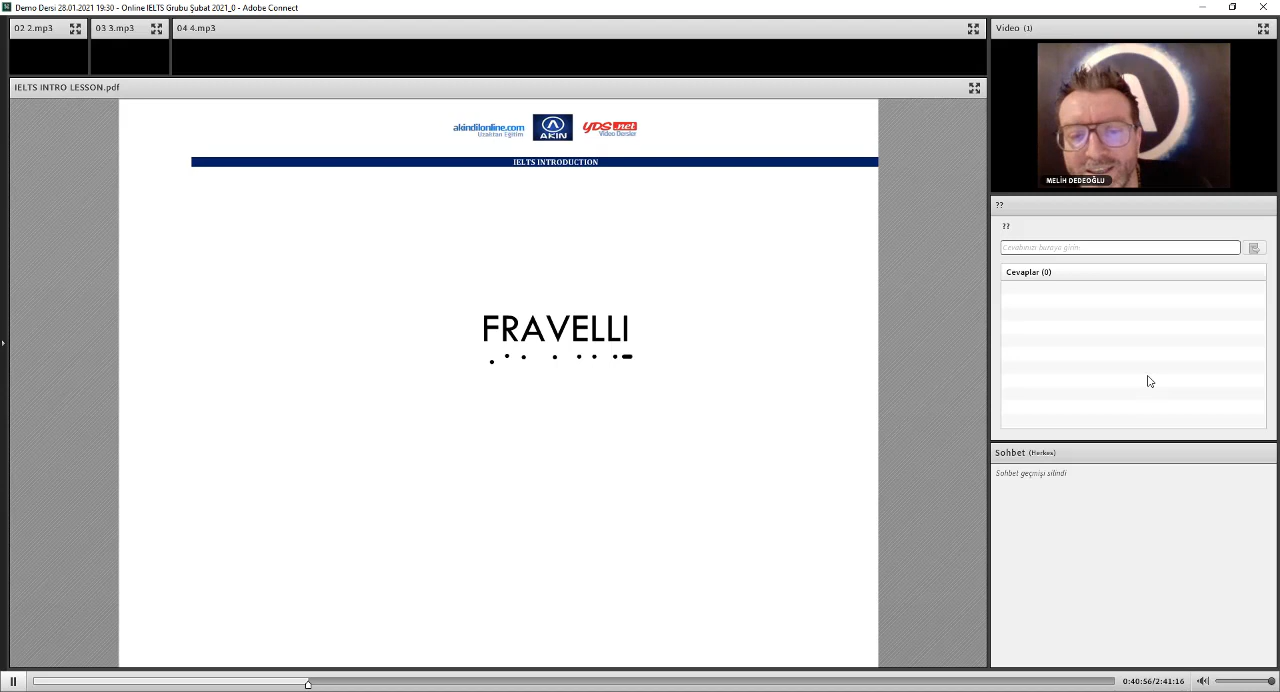 Demo Dersi 28.01.2021 19:30 - Online IELTS Grubu Şubat 2021_0 - Adobe Connect
02 2.mp3
03 3.mp3
04 4.mp3
Video (1)
MELİH DEDEOĞLU
IELTS INTRO LESSON.pdf
akindilonline.com
Uzaktan Eğitim
AKIN
YDS.net
Video Dersler
IELTS INTRODUCTION
FRAVELLI
??
??
Cevabınızı buraya girin
Cevaplar (0)
Sohbet (Herkes)
Sohbet geçmişi silindi
0:40:56/2:41:16